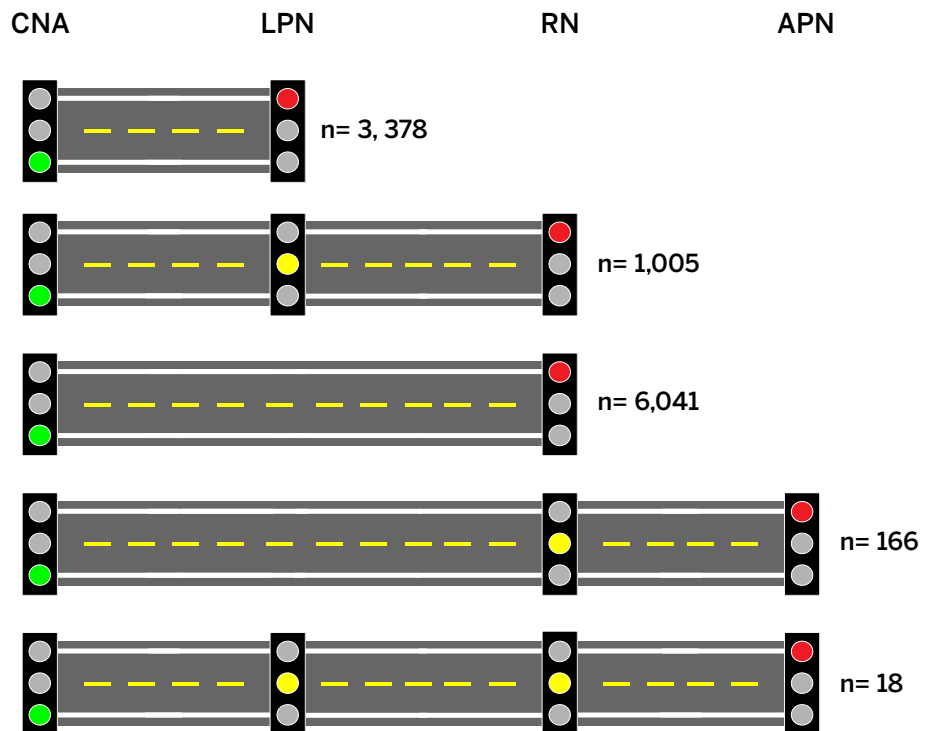 CNA LPN RN APN
n= 3, 378
n= 1,005
n= 6,041
n= 166
n= 18